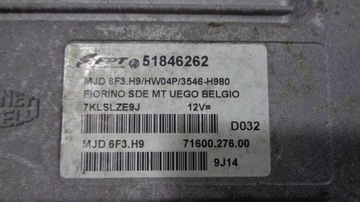 FPT 51846262
MJD 6F3.H9/HW04P/3546-H980
FIORINO SDE MT UEGO BELGIO
7KLSLZE9J 12V=
D032
MJD 6F3.H9 71600.276.00
9J14